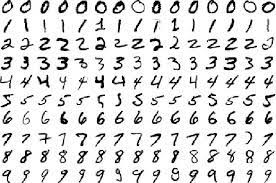 0 0 0 0 0 0 0 0 0 0 0 0 0 0 0 0
1 1 1 1 1 1 1 1 1 1 1 1 1 1 1 1
2 2 2 2 2 2 2 2 2 2 2 2 2 2 2 2
3 3 3 3 3 3 3 3 3 3 3 3 3 3 3 3
4 4 4 4 4 4 4 4 4 4 4 4 4 4 4 4
5 5 5 5 5 5 5 5 5 5 5 5 5 5 5 5
6 6 6 6 6 6 6 6 6 6 6 6 6 6 6 6
7 7 7 7 7 7 7 7 7 7 7 7 7 7 7 7
8 8 8 8 8 8 8 8 8 8 8 8 8 8 8 8
9 9 9 9 9 9 9 9 9 9 9 9 9 9 9 9